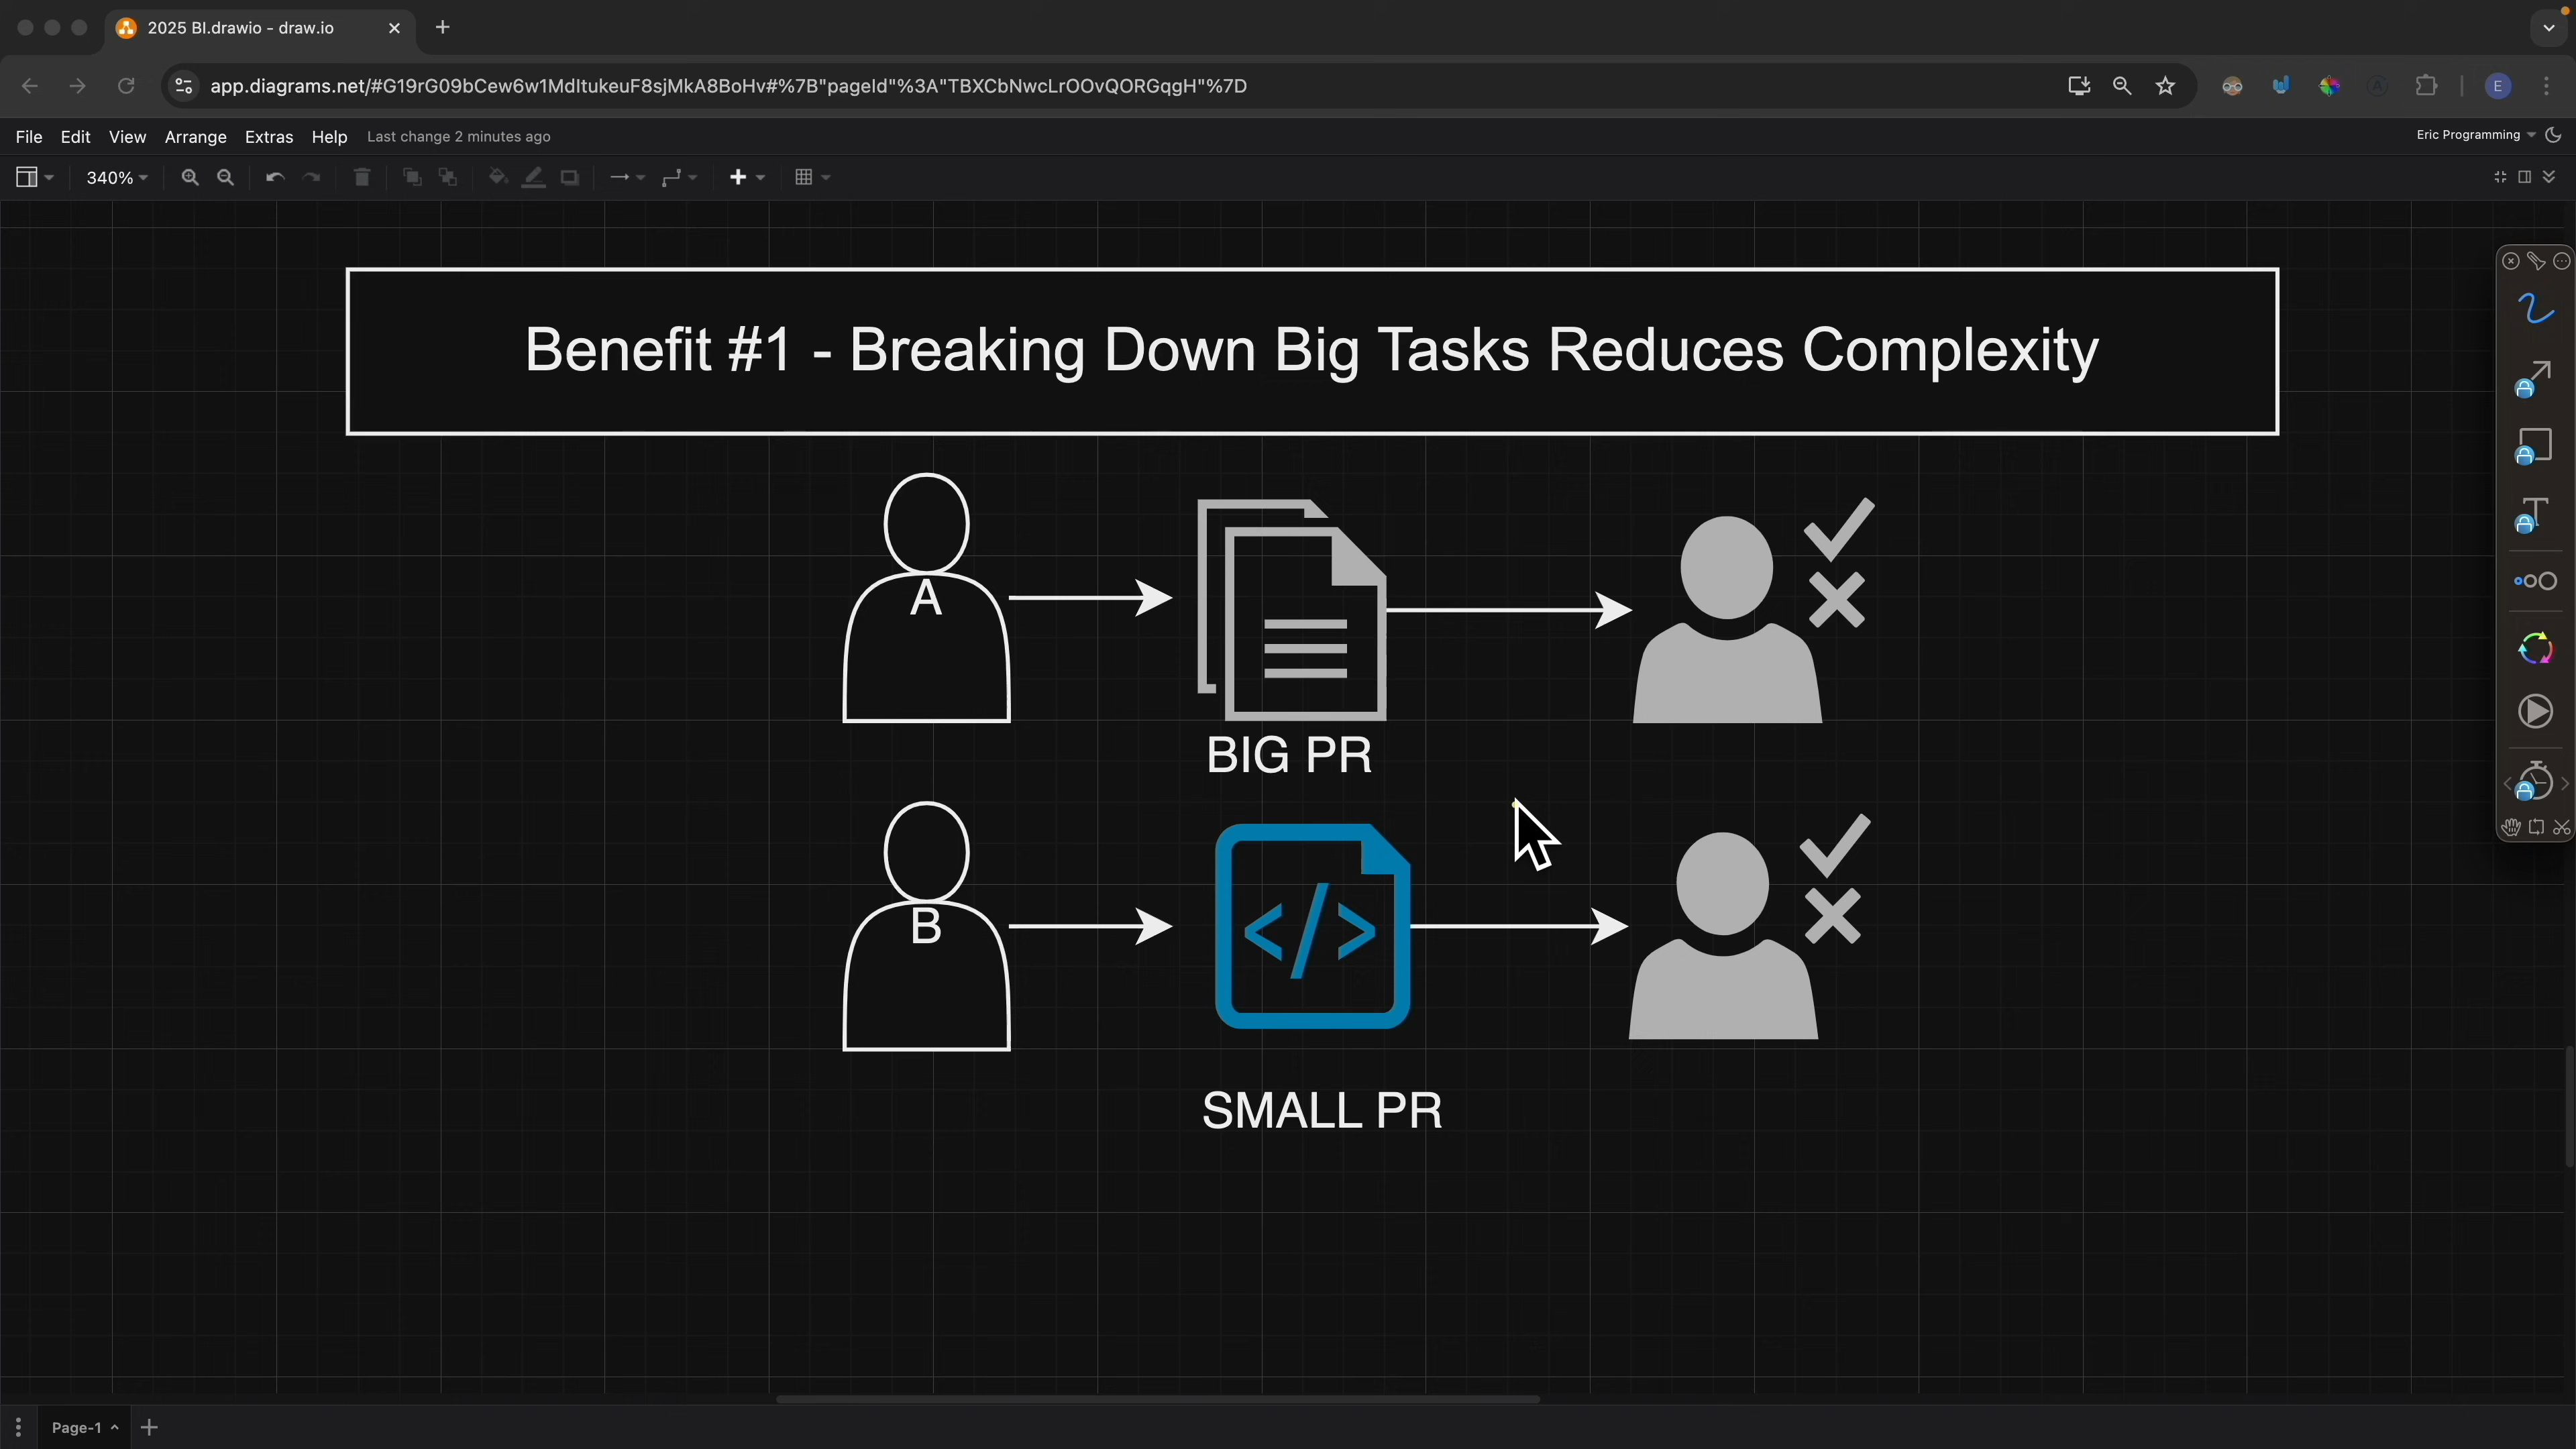 2025 BI.drawio - draw.io
app.diagrams.net/#G19rG09bCew6w1MdltukeuF8sjMkA8BoHv#%7B"pageId"%3A"TBXCbNwcLrOOvQORGqgH"%7D
E
File Edit View Arrange Extras Help Last change 2 minutes ago
Eric Programming
340%
Benefit #1 - Breaking Down Big Tasks Reduces Complexity
A
BIG PR
B
</>
SMALL PR
T
Page-1